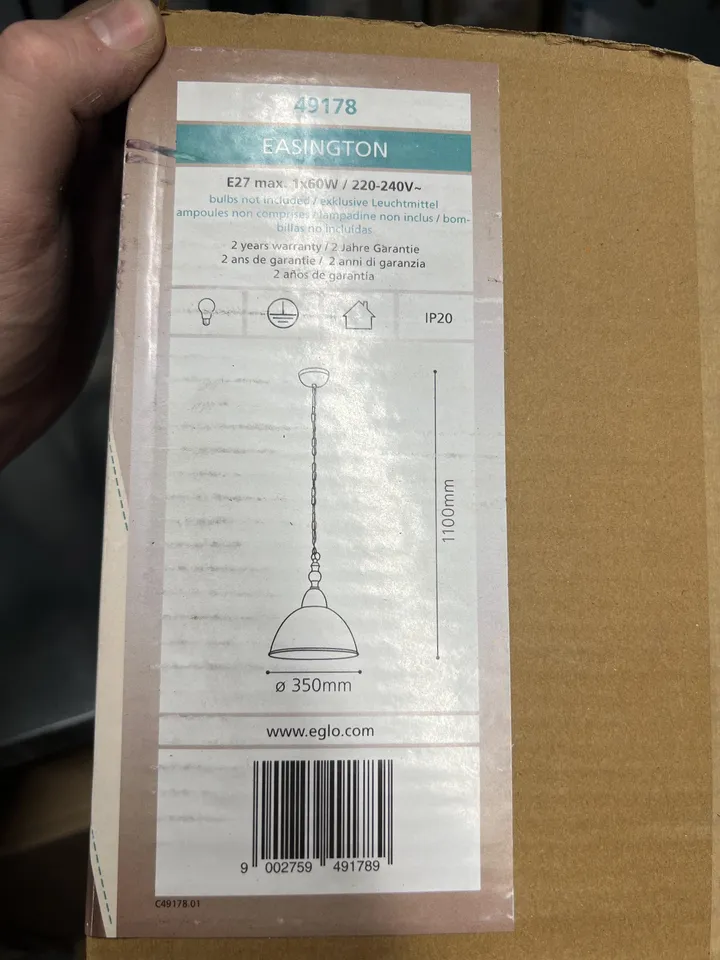 49178
EASINGTON
E27 max. 1x60W / 220-240V~
bulbs not included / exklusive Leuchtmittel
ampoules non comprises / lampadine non inclus / bom-
billas no incluidas
2 years warranty / 2 Jahre Garantie
2 ans de garantie / 2 anni di garanzia
2 años de garantía
IP20
1100mm
ø 350mm
www.eglo.com
9 002759 491789
C49178.01